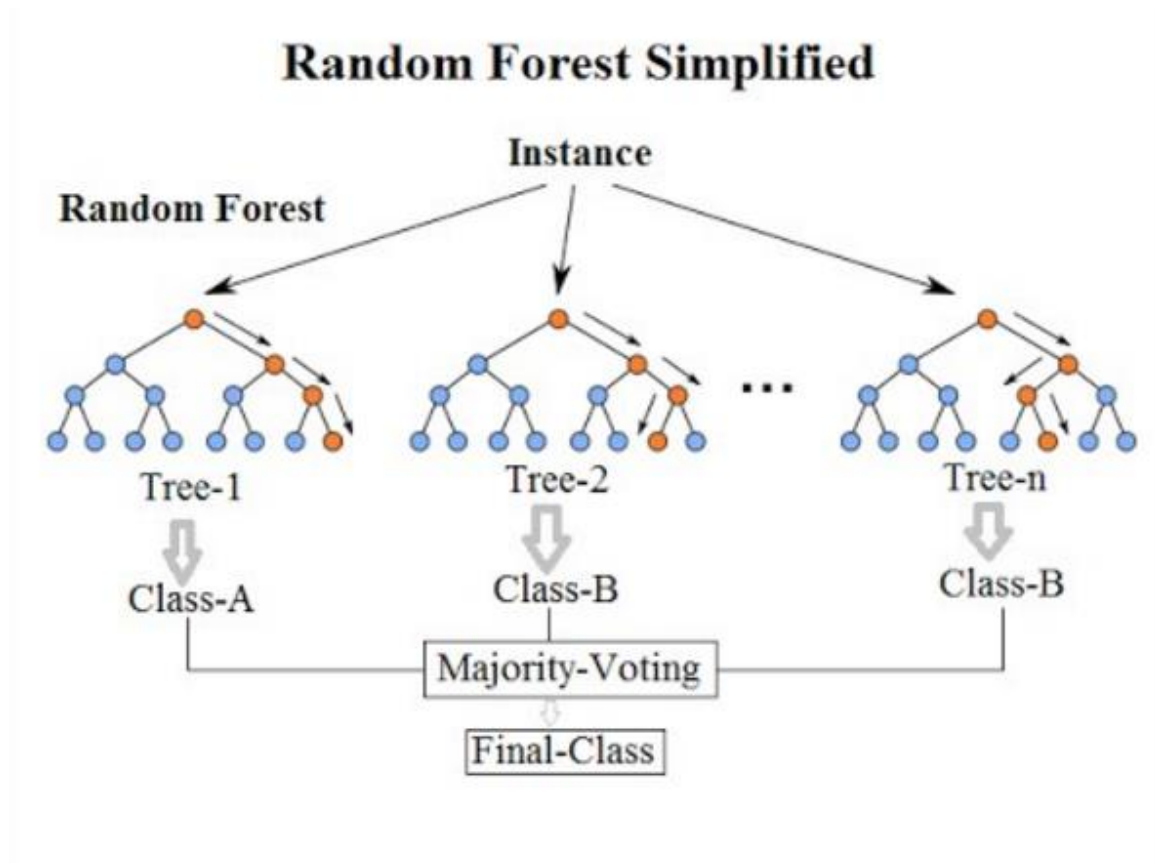 Random Forest Simplified
Instance
Random Forest
...
Tree-1
Tree-2
Tree-n
Class-A
Class-B
Class-B
Majority-Voting
Final-Class